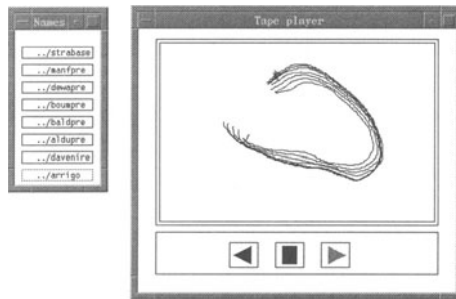 Names
../strabase
../manfpre
../dewapre
../boumpre
../baldpre
../aldupre
../davenire
../arrigo
Tape player